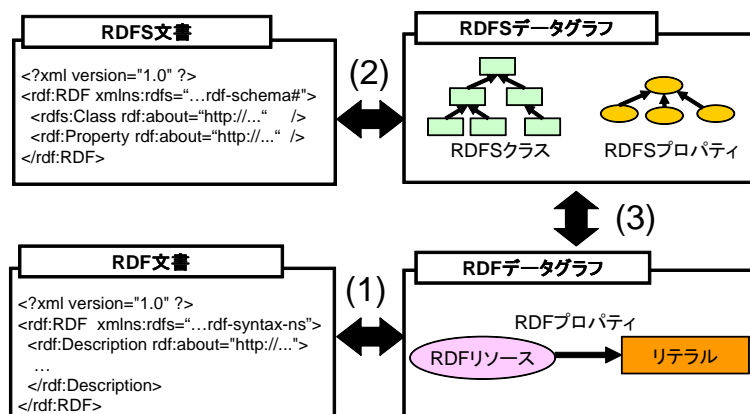 RDFS文書
<?xml version="1.0" ?>
<rdf:RDF xmlns:rdfs=“…rdf-schema#">
<rdfs:Class rdf:about=“http://...“ />
<rdf:Property rdf:about=“http://...“ />
</rdf:RDF>
(2)
RDFSデータグラフ
RDFSクラス
RDFSプロパティ
(3)
RDF文書
<?xml version="1.0" ?>
<rdf:RDF xmlns:rdfs=“…rdf-syntax-ns”>
<rdf:Description rdf:about="http://...">
…
</rdf:Description>
</rdf:RDF>
(1)
RDFデータグラフ
RDFプロパティ
RDFリソース
リテラル